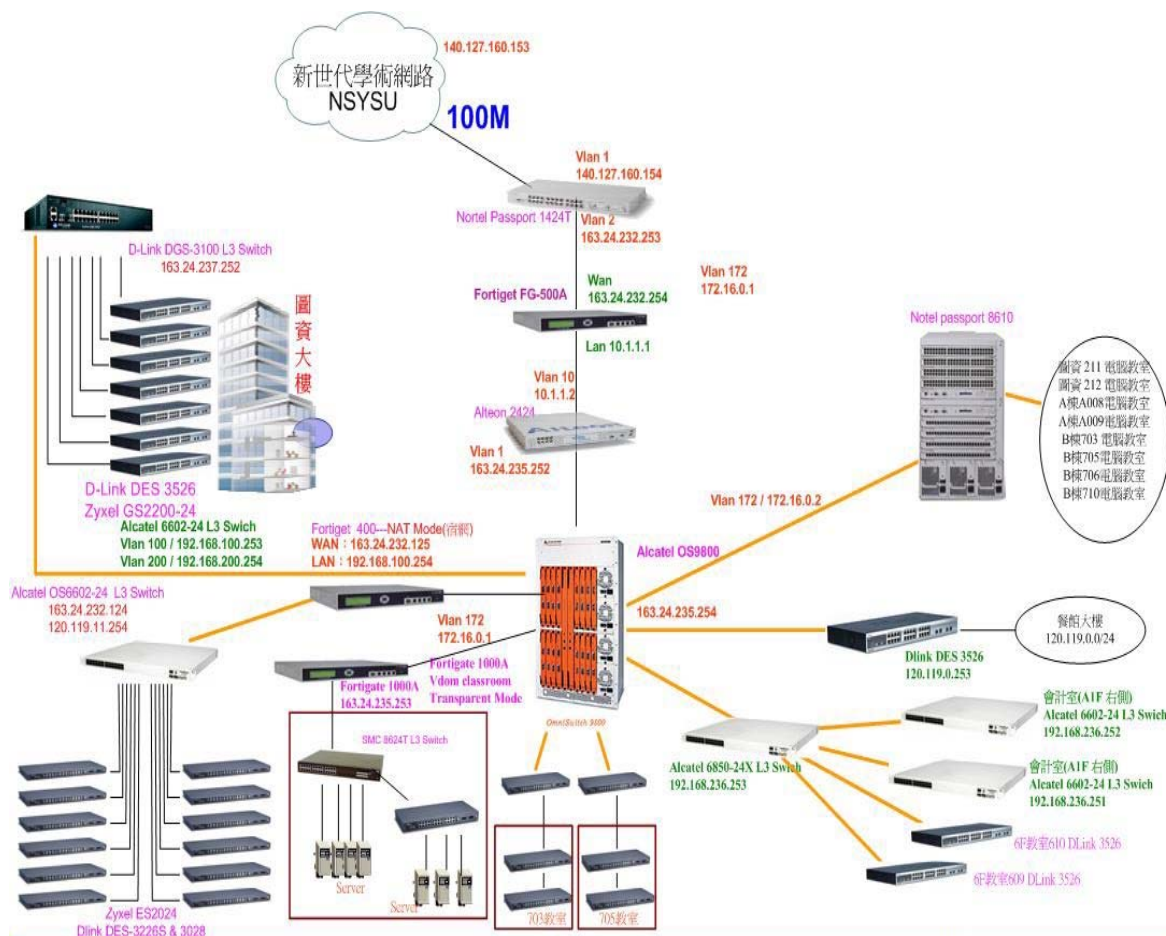 140.127.160.153
新世代學術網路
NSYSU
100M
Vlan 1
140.127.160.154
Nortel Passport 1424T
Vlan 2
163.24.232.253
D-Link DGS-3100 L3 Switch
163.24.237.252
Wan
163.24.232.254
Vlan 172
172.16.0.1
Fortiget FG-500A
Lan 10.1.1.1
Notel passport 8610
圖資大樓
圖資 211 電腦教室
圖資 212 電腦教室
A棟A008電腦教室
A棟A009電腦教室
B棟703 電腦教室
B棟705電腦教室
B棟706電腦教室
B棟710電腦教室
Vlan 10
10.1.1.2
Alteon 2424
Vlan 1
163.24.235.252
D-Link DES 3526
Zyxel GS2200-24
Alcatel 6602-24 L3 Swich
Vlan 100 / 192.168.100.253
Vlan 200 / 192.168.200.254
Fortiget 400---NAT Mode(宿網)
WAN：163.24.232.125
LAN：192.168.100.254
Vlan 172 / 172.16.0.2
Alcatel OS9800
Alcatel OS6602-24 L3 Switch
163.24.232.124
120.119.11.254
163.24.235.254
Vlan 172
172.16.0.1
餐館大樓
120.119.0.0/24
Dlink DES 3526
120.119.0.253
Fortigate 1000A
Vdom classroom
Transparent Mode
Fortigate 1000A
163.24.235.253
OmniSwitch 9800
SMC 8624T L3 Switch
會計室(A1F 右側)
Alcatel 6602-24 L3 Swich
192.168.236.252
Alcatel 6850-24X L3 Swich
192.168.236.253
會計室(A1F 右側)
Alcatel 6602-24 L3 Swich
192.168.236.251
6F教室610 DLink 3526
6F教室609 DLink 3526
Server
Server
703教室
705教室
Zyxel ES2024
Dlink DES-3226S & 3028